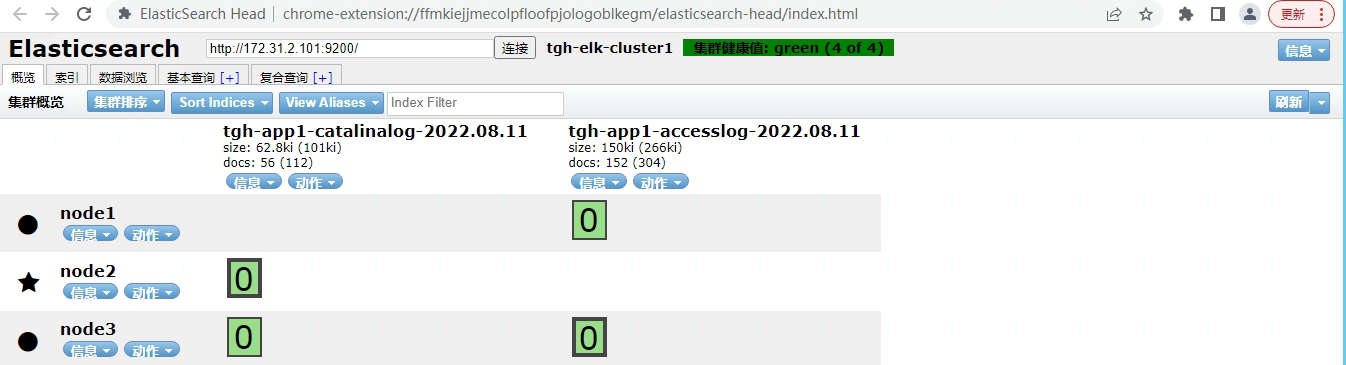 ElasticSearch Head | chrome-extension://ffmkiejjmecolpfloofpjologoblkegm/elasticsearch-head/index.html 更新
Elasticsearch http://172.31.2.101:9200/ 连接 tgh-elk-cluster1 集群健康值: green (4 of 4) 信息
概览 索引 数据浏览 基本查询 [+] 复合查询 [+]
集群概览 集群排序 Sort Indices View Aliases Index Filter 刷新
tgh-app1-catalinalog-2022.08.11 tgh-app1-accesslog-2022.08.11
size: 62.8ki (101ki) size: 150ki (266ki)
docs: 56 (112) docs: 152 (304)
信息 动作 信息 动作
node1 0
信息 动作
node2 0
信息 动作
node3 0 0
信息 动作